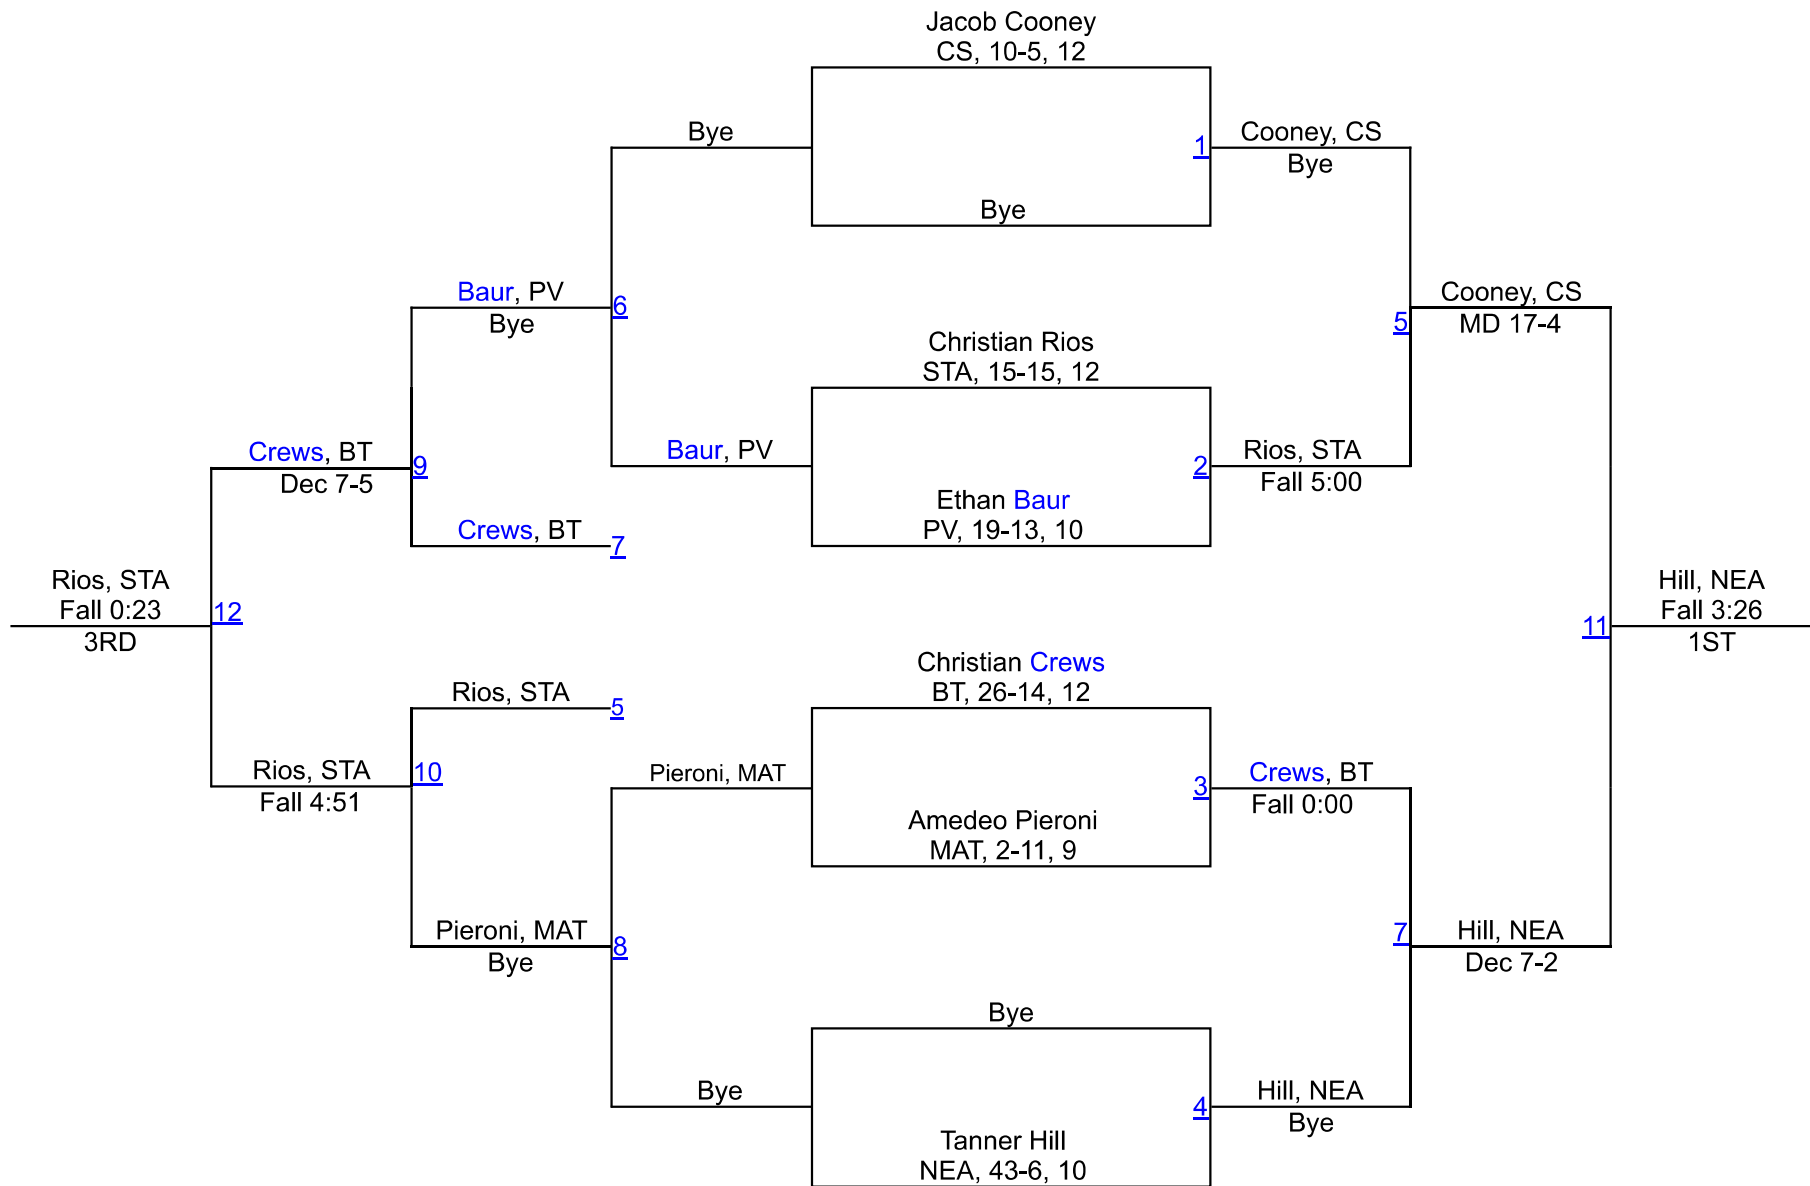 Jacob Cooney
CS, 10-5, 12
Bye
1
Cooney, CS
Bye
Bye
Baur, PV
Bye
6
Cooney, CS
MD 17-4
5
Christian Rios
STA, 15-15, 12
Crews, BT
Dec 7-5
9
Baur, PV
2
Rios, STA
Fall 5:00
Ethan Baur
PV, 19-13, 10
Crews, BT
7
Rios, STA
Fall 0:23
3RD
12
Hill, NEA
Fall 3:26
1ST
11
Christian Crews
BT, 26-14, 12
Rios, STA
5
Rios, STA
Fall 4:51
10
Pieroni, MAT
3
Crews, BT
Fall 0:00
Amedeo Pieroni
MAT, 2-11, 9
Pieroni, MAT
Bye
8
7
Hill, NEA
Dec 7-2
Bye
Bye
4
Hill, NEA
Bye
Tanner Hill
NEA, 43-6, 10